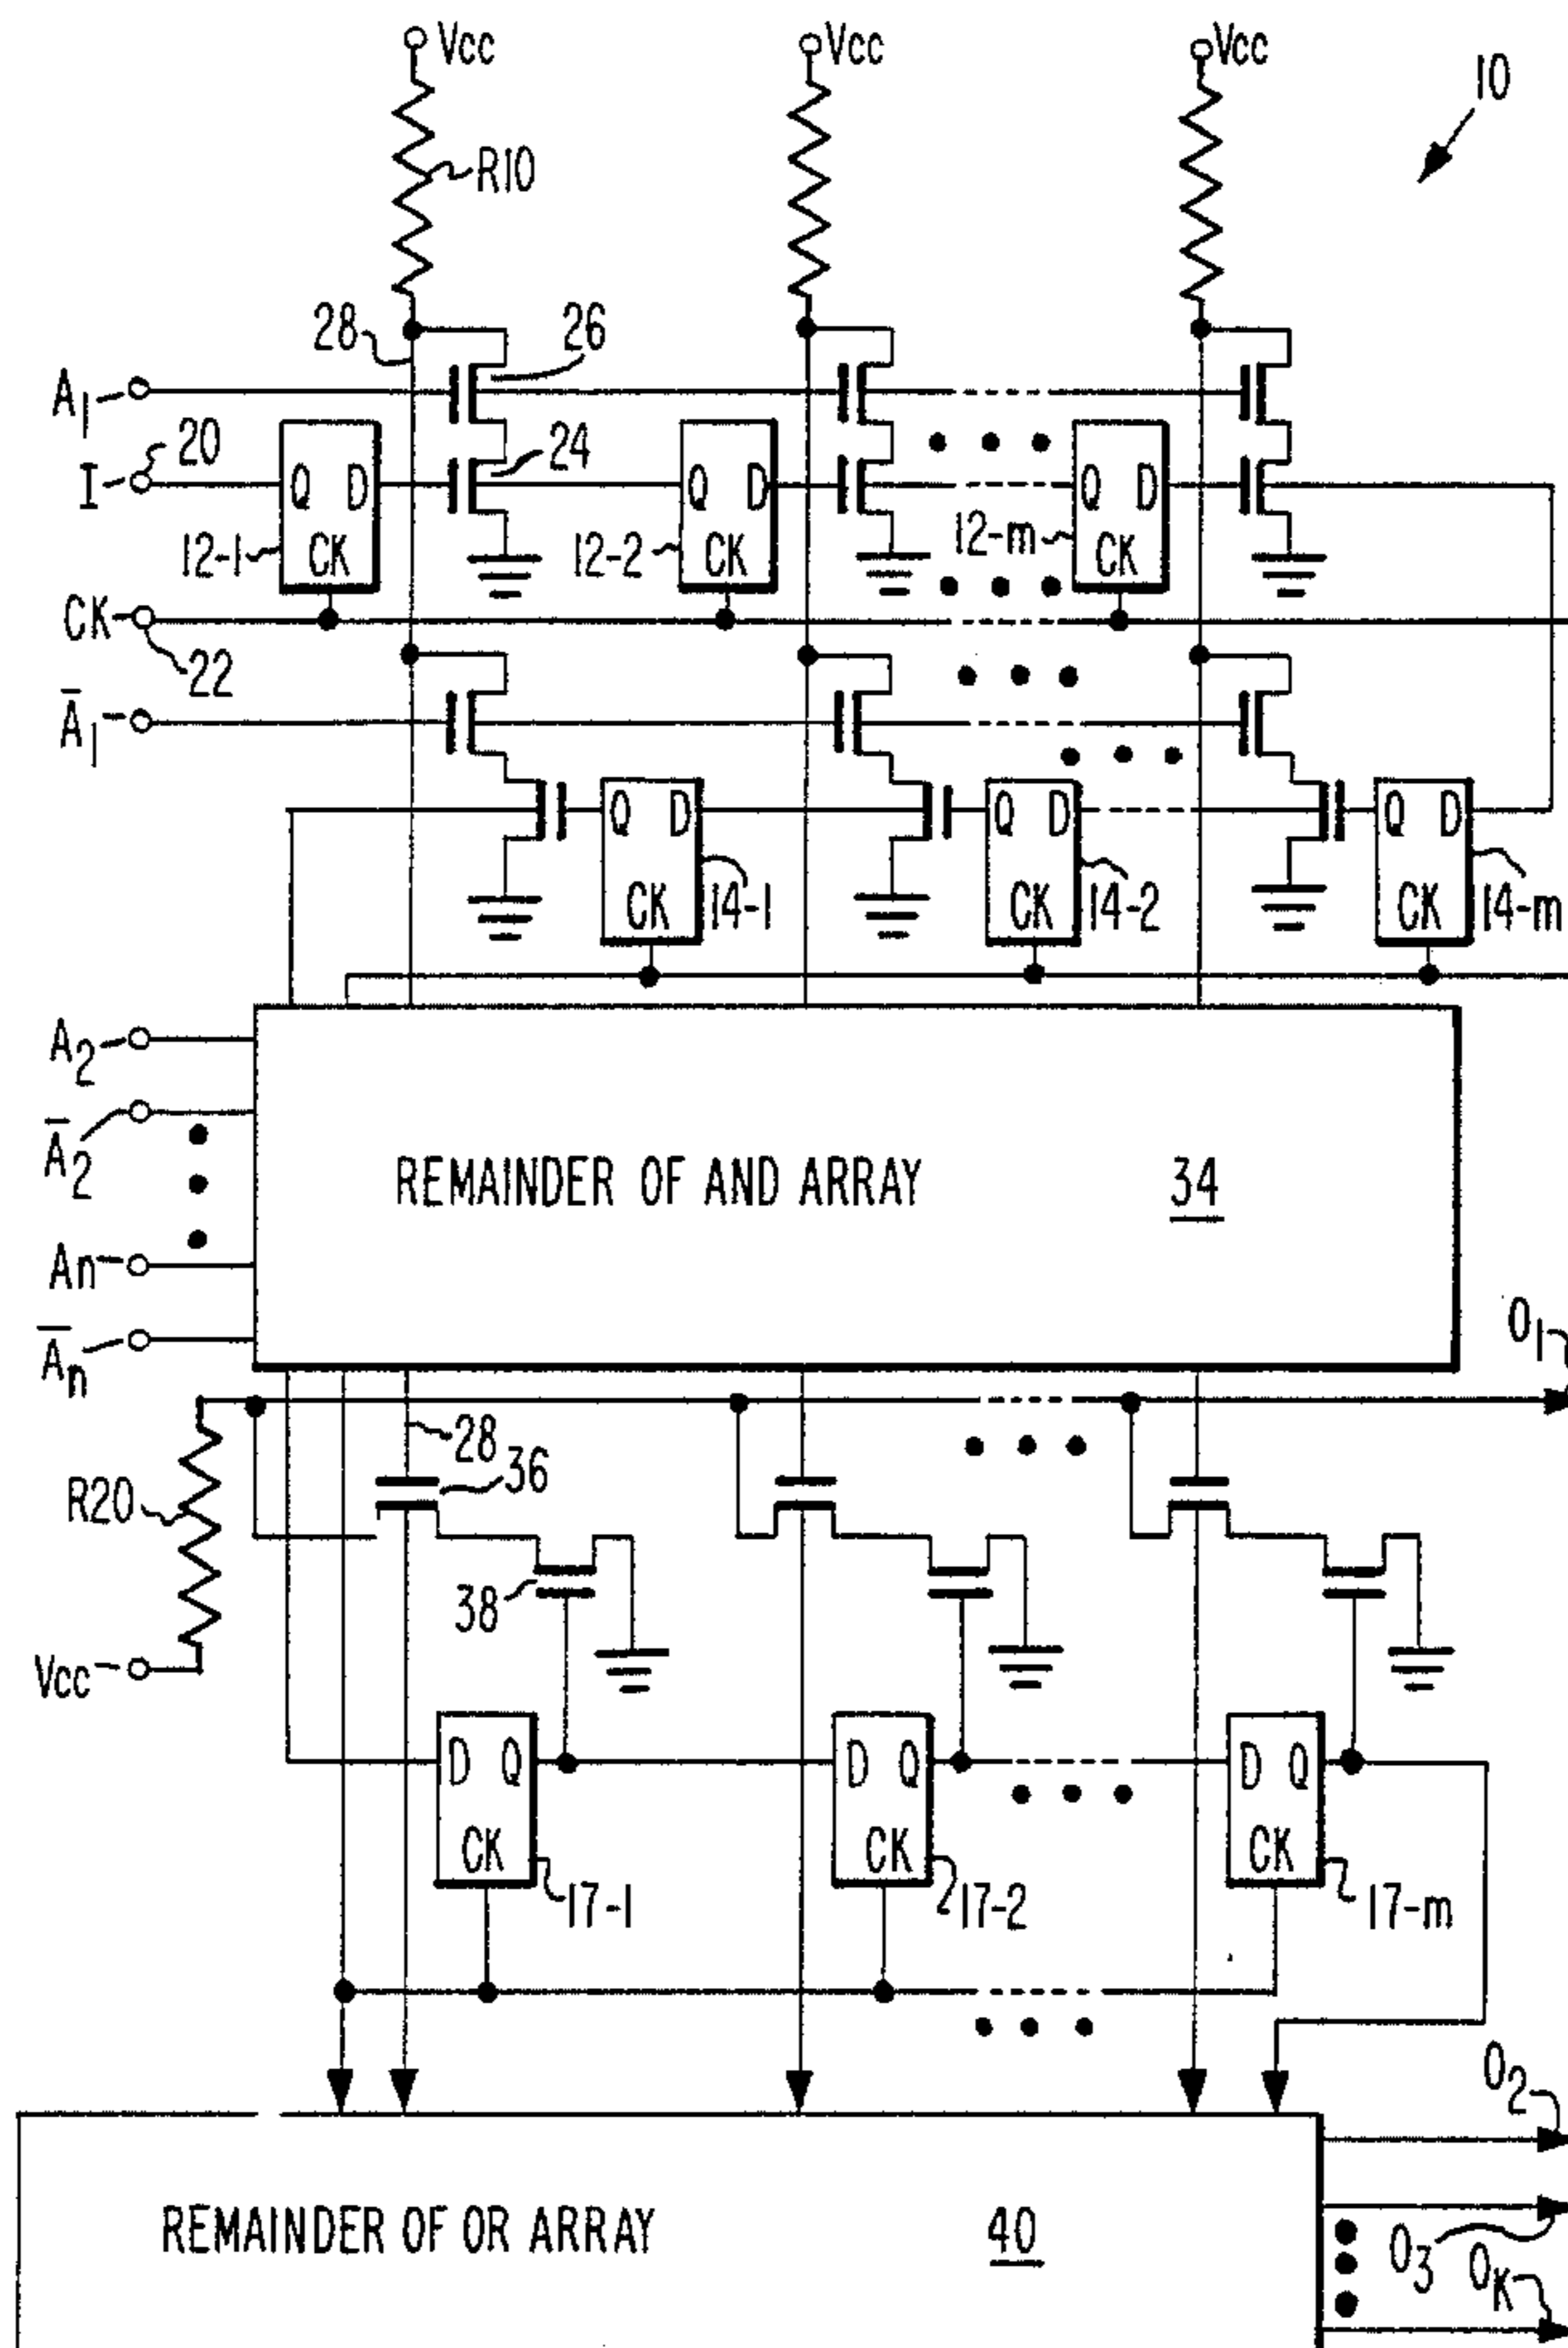 Vcc Vcc Vcc
10
R10
28 26
A1
I 20 Q D 24 Q D Q D
12-1 CK 12-2 CK 12-m CK
CK
22
A̅1
Q D Q D Q D
CK 14-1 CK 14-2 CK 14-m
A2
A̅2
REMAINDER OF AND ARRAY 34
An
A̅n
O1
28
36
R20
38
Vcc
D Q D Q D Q
CK CK CK
17-1 17-2 17-m
O2
REMAINDER OF OR ARRAY 40
O3 OK